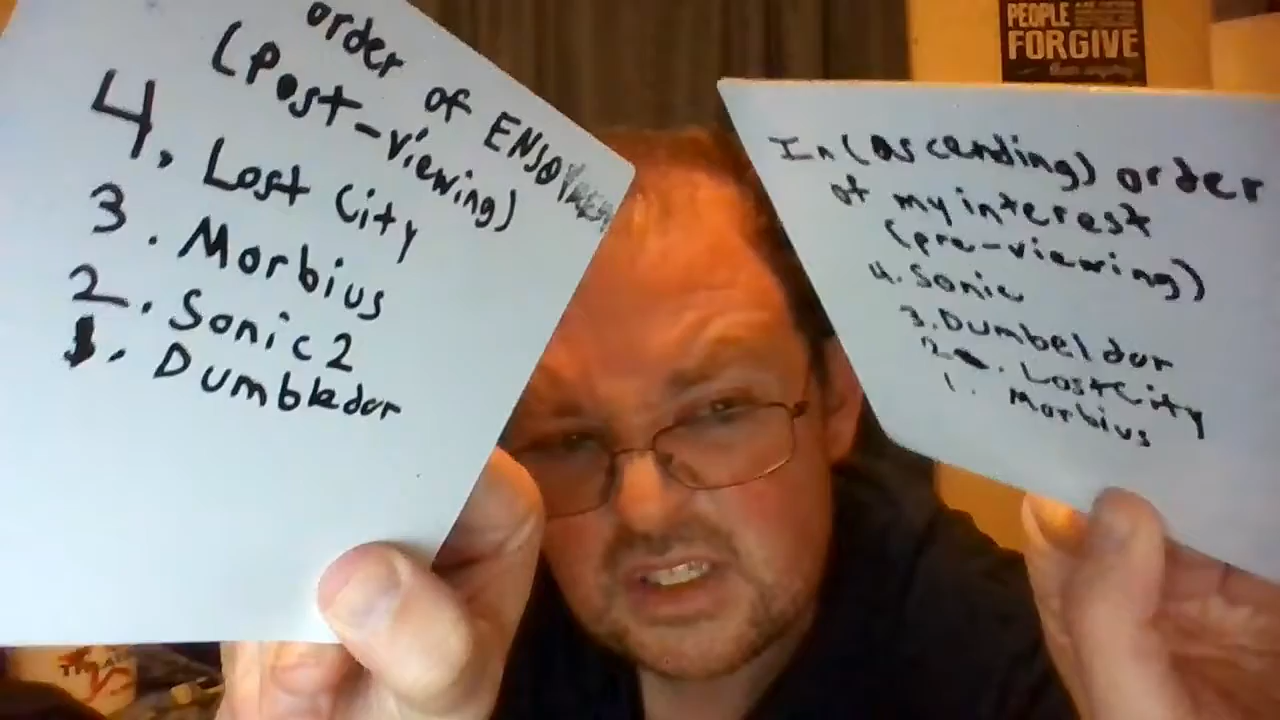 order of ENJOYMEN
(Post-viewing)
4. Lost City
3. Morbius
2. Sonic 2
1. Dumbledor
In (ascending) order
of my interest
(pre-viewing)
4. Sonic
3. Dumbeldor
2. Lost City
1. Morbius
PEOPLE
FORGIVE